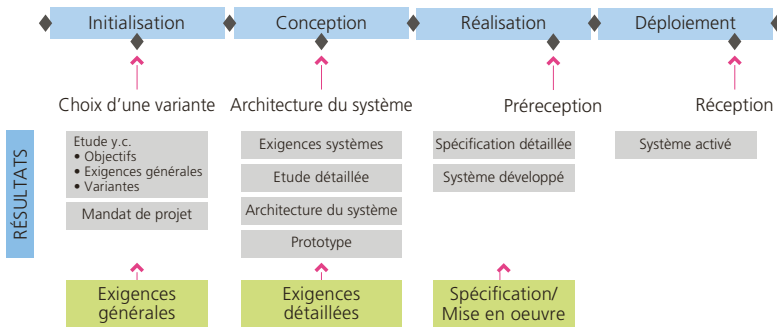 Initialisation
Conception
Réalisation
Déploiement
Choix d'une variante
Architecture du système
Préreception
Réception
RÉSULTATS
Etude y.c.
• Objectifs
• Exigences générales
• Variantes
Mandat de projet
Exigences systèmes
Etude détaillée
Architecture du système
Prototype
Spécification détaillée
Système développé
Système activé
Exigences
générales
Exigences
détaillées
Spécification/
Mise en oeuvre